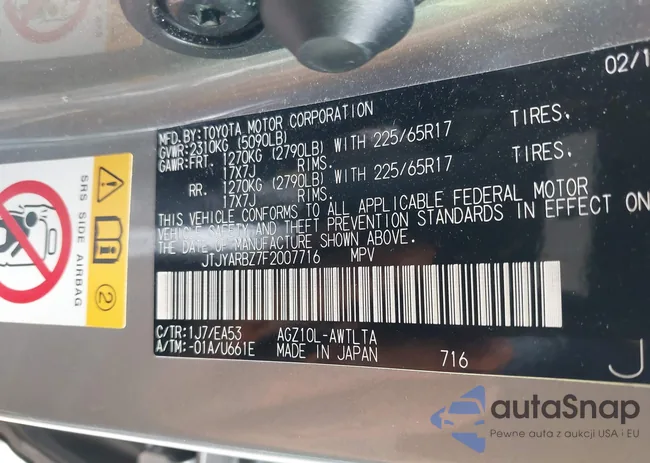 02/1
MFD.BY:TOYOTA MOTOR CORPORATION
GVWR:2310KG (5090LB)
GAWR:FRT. 1270KG (2790LB) WITH 225/65R17 TIRES,
17X7J RIMS.
RR. 1270KG (2790LB) WITH 225/65R17 TIRES,
17X7J RIMS.
THIS VEHICLE CONFORMS TO ALL APPLICABLE FEDERAL MOTOR
VEHICLE SAFETY AND THEFT PREVENTION STANDARDS IN EFFECT ON
THE DATE OF MANUFACTURE SHOWN ABOVE.
JTJYARBZ7F2007716 MPV
C/TR:1J7/EA53 AGZ10L-AWTLTA
A/TM:-01A/U661E MADE IN JAPAN 716
J
SRS SIDE AIRBAG
2
autaSnap
Pewne auta z aukcji USA i EU